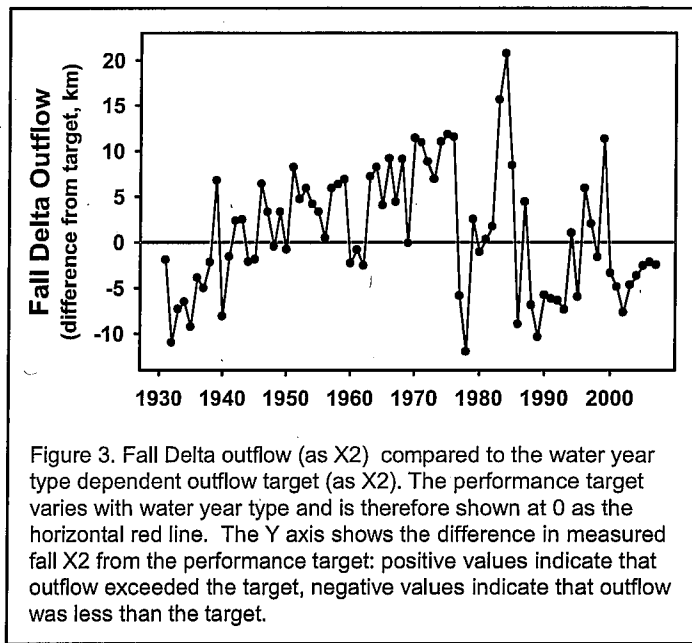 Fall Delta Outflow
(difference from target, km)
20
15
10
5
0
-5
-10
1930 1940 1950 1960 1970 1980 1990 2000
Figure 3. Fall Delta outflow (as X2) compared to the water year
type dependent outflow target (as X2). The performance target
varies with water year type and is therefore shown at 0 as the
horizontal red line. The Y axis shows the difference in measured
fall X2 from the performance target: positive values indicate that
outflow exceeded the target, negative values indicate that outflow
was less than the target.